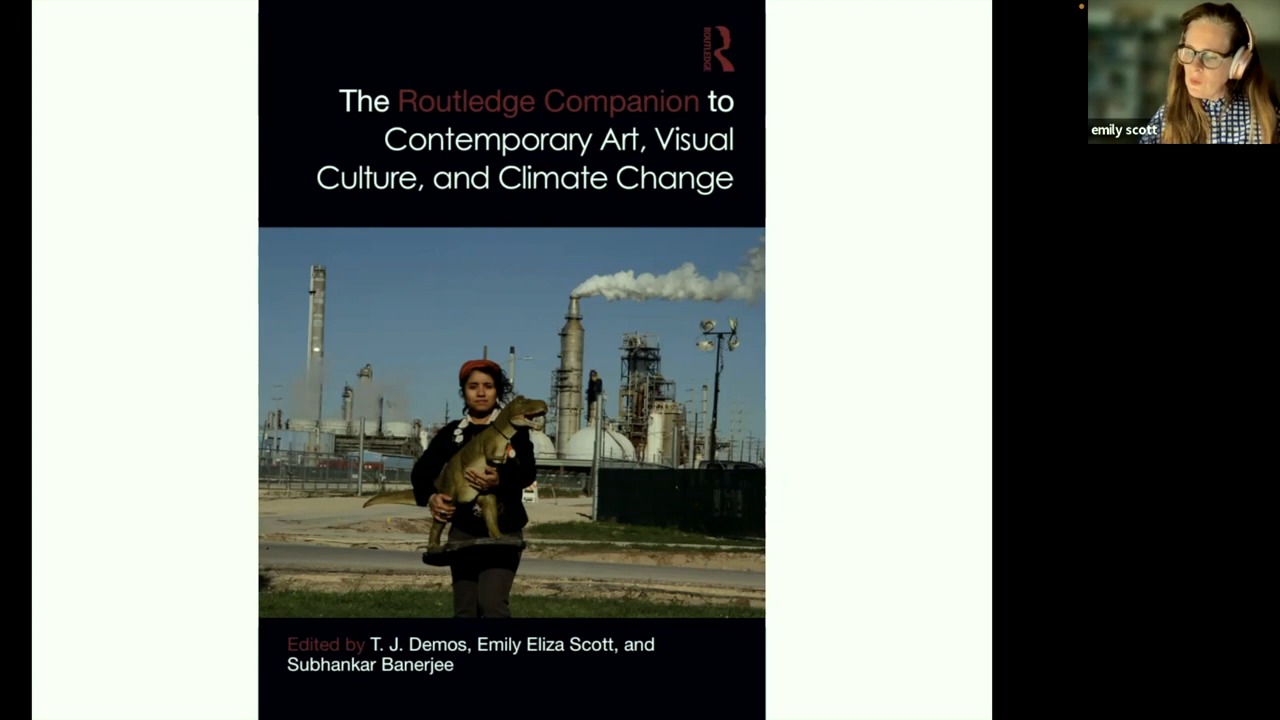 ROUTLEDGE
The Routledge Companion to
Contemporary Art, Visual
Culture, and Climate Change
Edited by T. J. Demos, Emily Eliza Scott, and
Subhankar Banerjee
emily scott